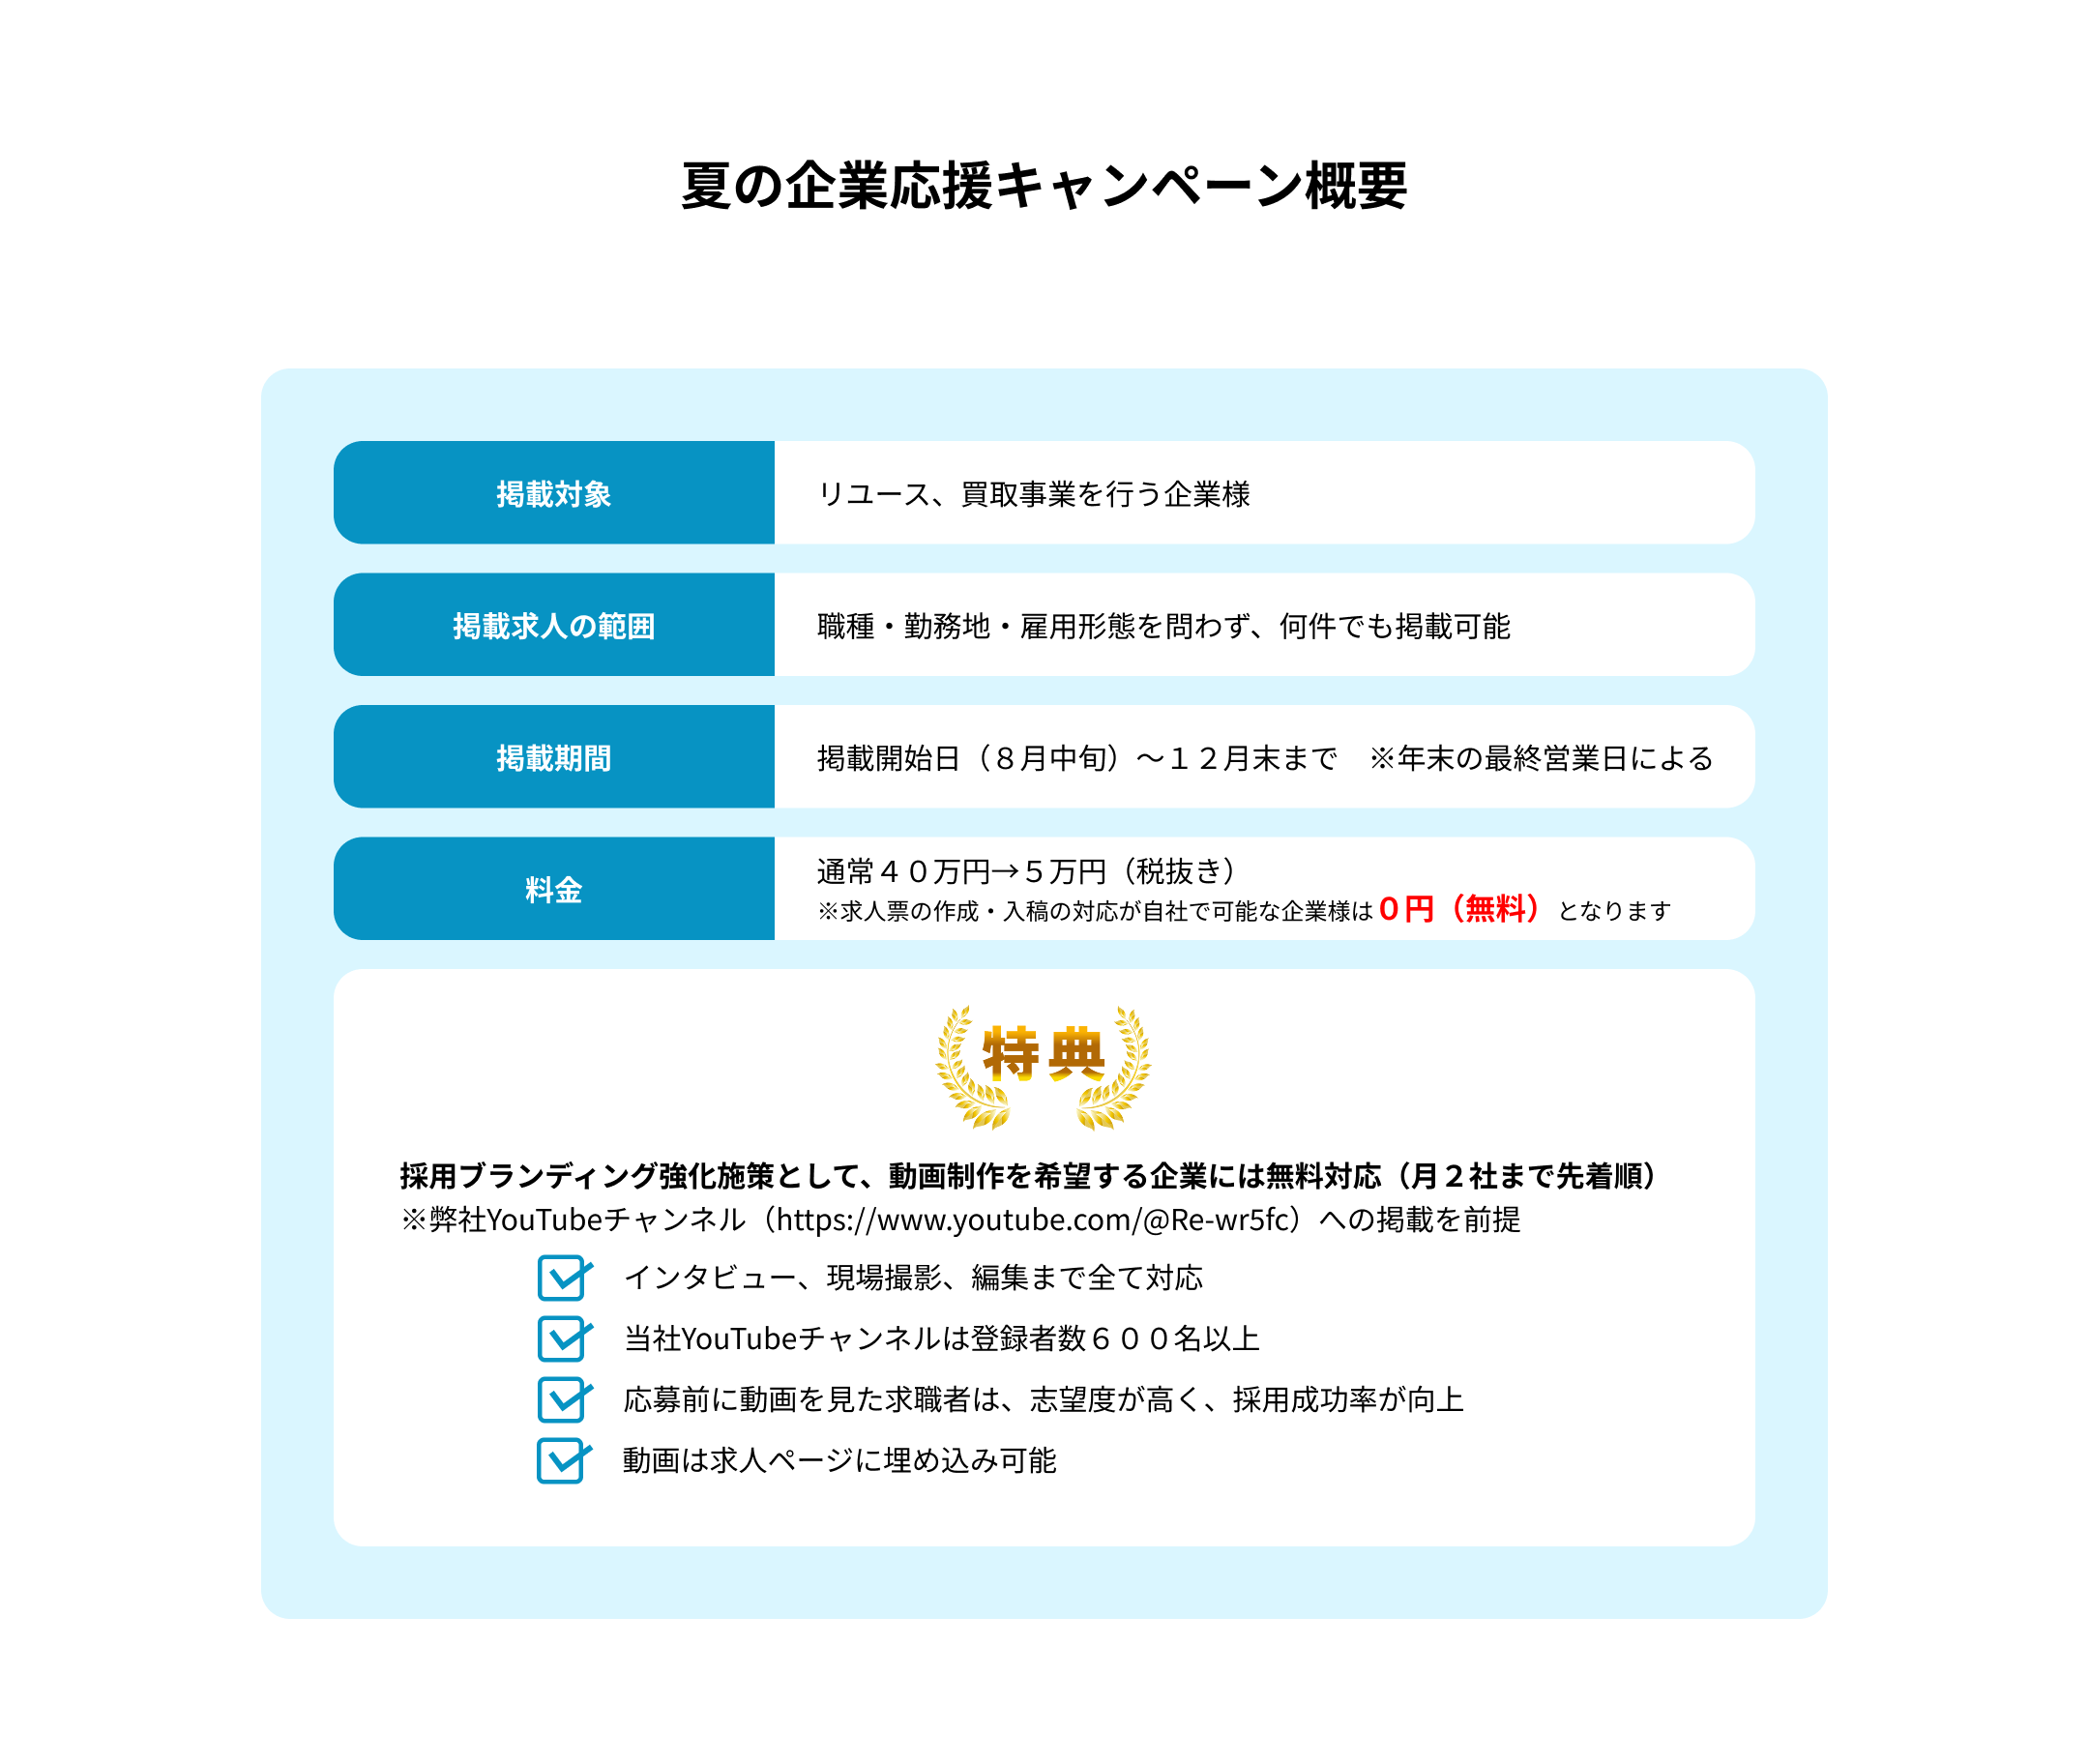 夏の企業応援キャンペーン概要
掲載対象
リユース、買取事業を行う企業様
掲載求人の範囲
職種・勤務地・雇用形態を問わず、何件でも掲載可能
掲載期間
掲載開始日（８月中旬）～１２月末まで　※年末の最終営業日による
料金
通常４０万円→５万円（税抜き）
※求人票の作成・入稿の対応が自社で可能な企業様は０円（無料）となります
特典
採用ブランディング強化施策として、動画制作を希望する企業には無料対応（月２社まで先着順）
※弊社YouTubeチャンネル（https://www.youtube.com/@Re-wr5fc）への掲載を前提
インタビュー、現場撮影、編集まで全て対応
当社YouTubeチャンネルは登録者数６００名以上
応募前に動画を見た求職者は、志望度が高く、採用成功率が向上
動画は求人ページに埋め込み可能